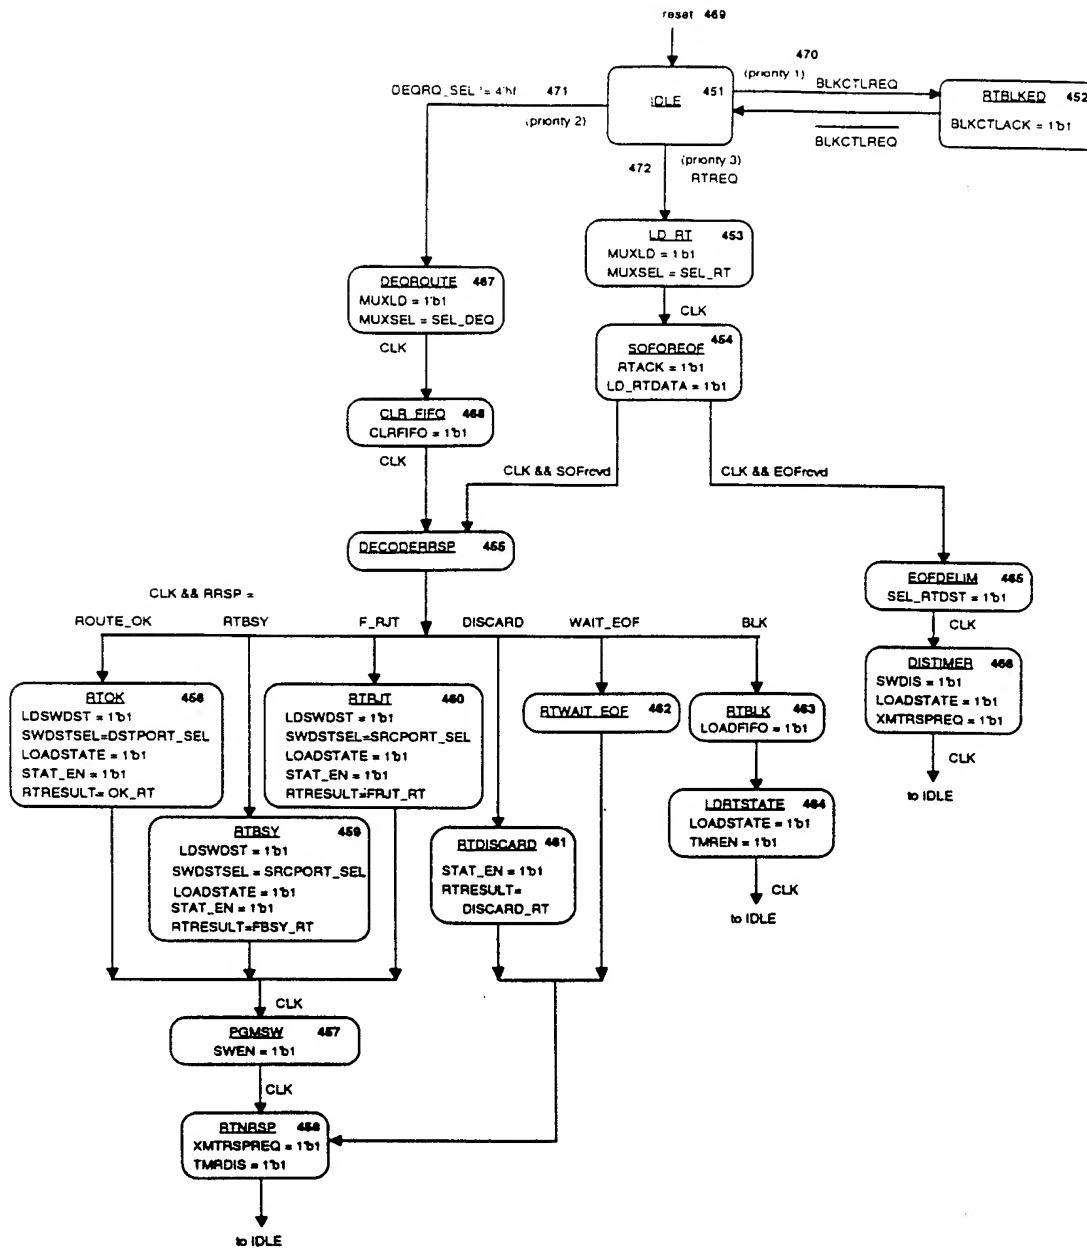 reset 469
470
(priority 1)
BLKCTLREQ
DEQRQ_SEL != 4'hf 471
(priority 2)
IDLE 451
RTBLKED 452
BLKCTLACK = 1'b1
BLKCTLREQ
472
(priority 3)
RTREQ
LD_RT 453
MUXLD = 1'b1
MUXSEL = SEL_RT
CLK
DEQROUTE 467
MUXLD = 1'b1
MUXSEL = SEL_DEQ
CLK
SOFOREOF 454
RTACK = 1'b1
LD_RTDATA = 1'b1
CLR_FIFO 468
CLRFIFO = 1'b1
CLK
CLK && SOFrcvd
CLK && EOFrcvd
DECODERRSP 455
EOFDELIM 465
SEL_RTDST = 1'b1
CLK
CLK && RRSP =
ROUTE_OK RTBSY F_RJT DISCARD WAIT_EOF BLK
DISTIMER 466
SWDIS = 1'b1
LOADSTATE = 1'b1
XMTRSPREQ = 1'b1
CLK
to IDLE
RTOK 456
LDSWDST = 1'b1
SWDSTSEL=DSTPORT_SEL
LOADSTATE = 1'b1
STAT_EN = 1'b1
RTRESULT= OK_RT
RTRJT 460
LDSWDST = 1'b1
SWDSTSEL=SRCPORT_SEL
LOADSTATE = 1'b1
STAT_EN = 1'b1
RTRESULT=FRJT_RT
RTWAIT_EOF 462
RTBLK 463
LOADFIFO = 1'b1
LDRTSTATE 464
LOADSTATE = 1'b1
TMREN = 1'b1
CLK
to IDLE
RTBSY 459
LDSWDST = 1'b1
SWDSTSEL = SRCPORT_SEL
LOADSTATE = 1'b1
STAT_EN = 1'b1
RTRESULT=FBSY_RT
RTDISCARD 461
STAT_EN = 1'b1
RTRESULT=
DISCARD_RT
CLK
PGMSW 457
SWEN = 1'b1
CLK
RTNRSP 458
XMTRSPREQ = 1'b1
TMRDIS = 1'b1
to IDLE